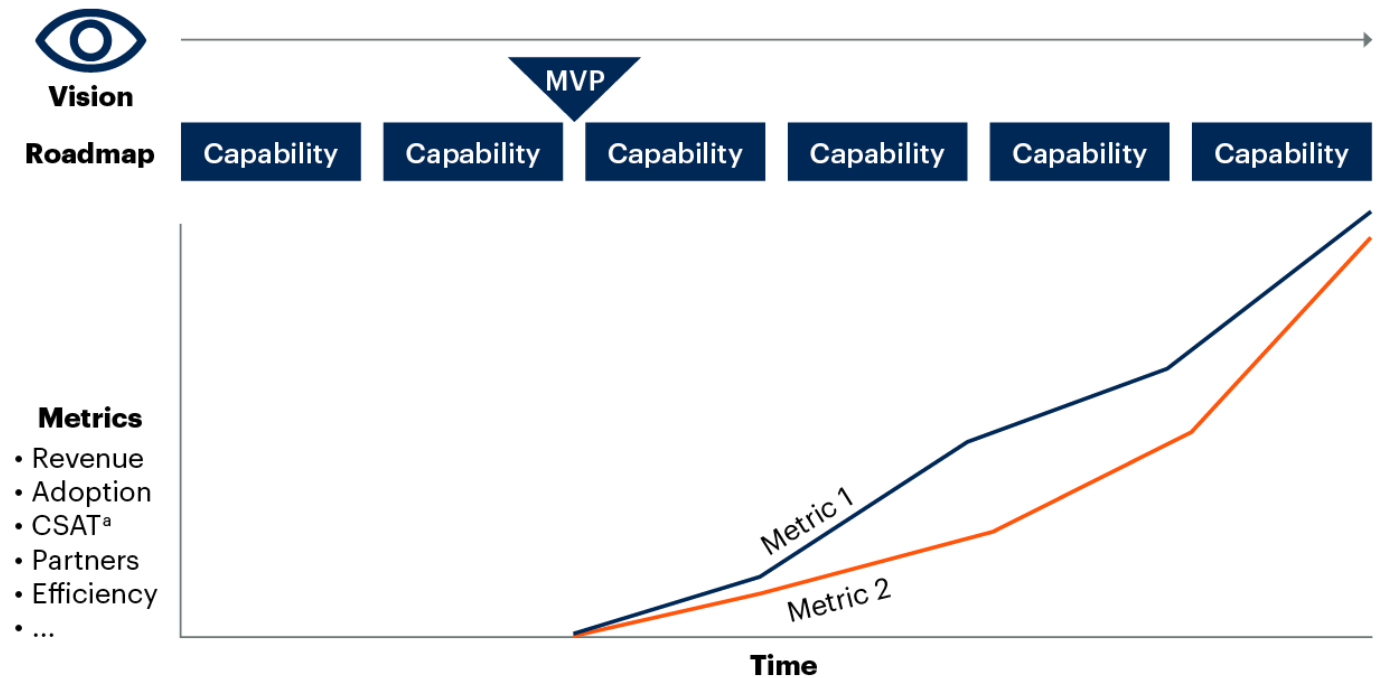 Vision
MVP
Roadmap
Capability
Capability
Capability
Capability
Capability
Capability
Metrics
• Revenue
• Adoption
• CSATᵃ
• Partners
• Efficiency
• ...
Metric 1
Metric 2
Time